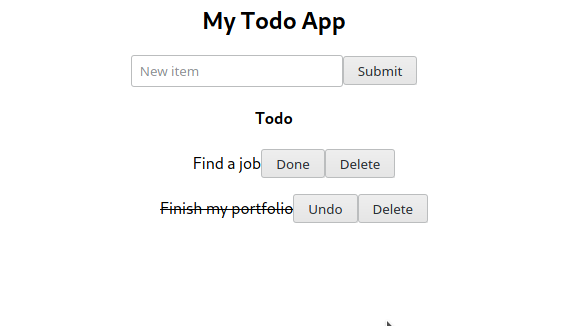 My Todo App
New item Submit
Todo
Find a job Done Delete
Finish my portfolio Undo Delete